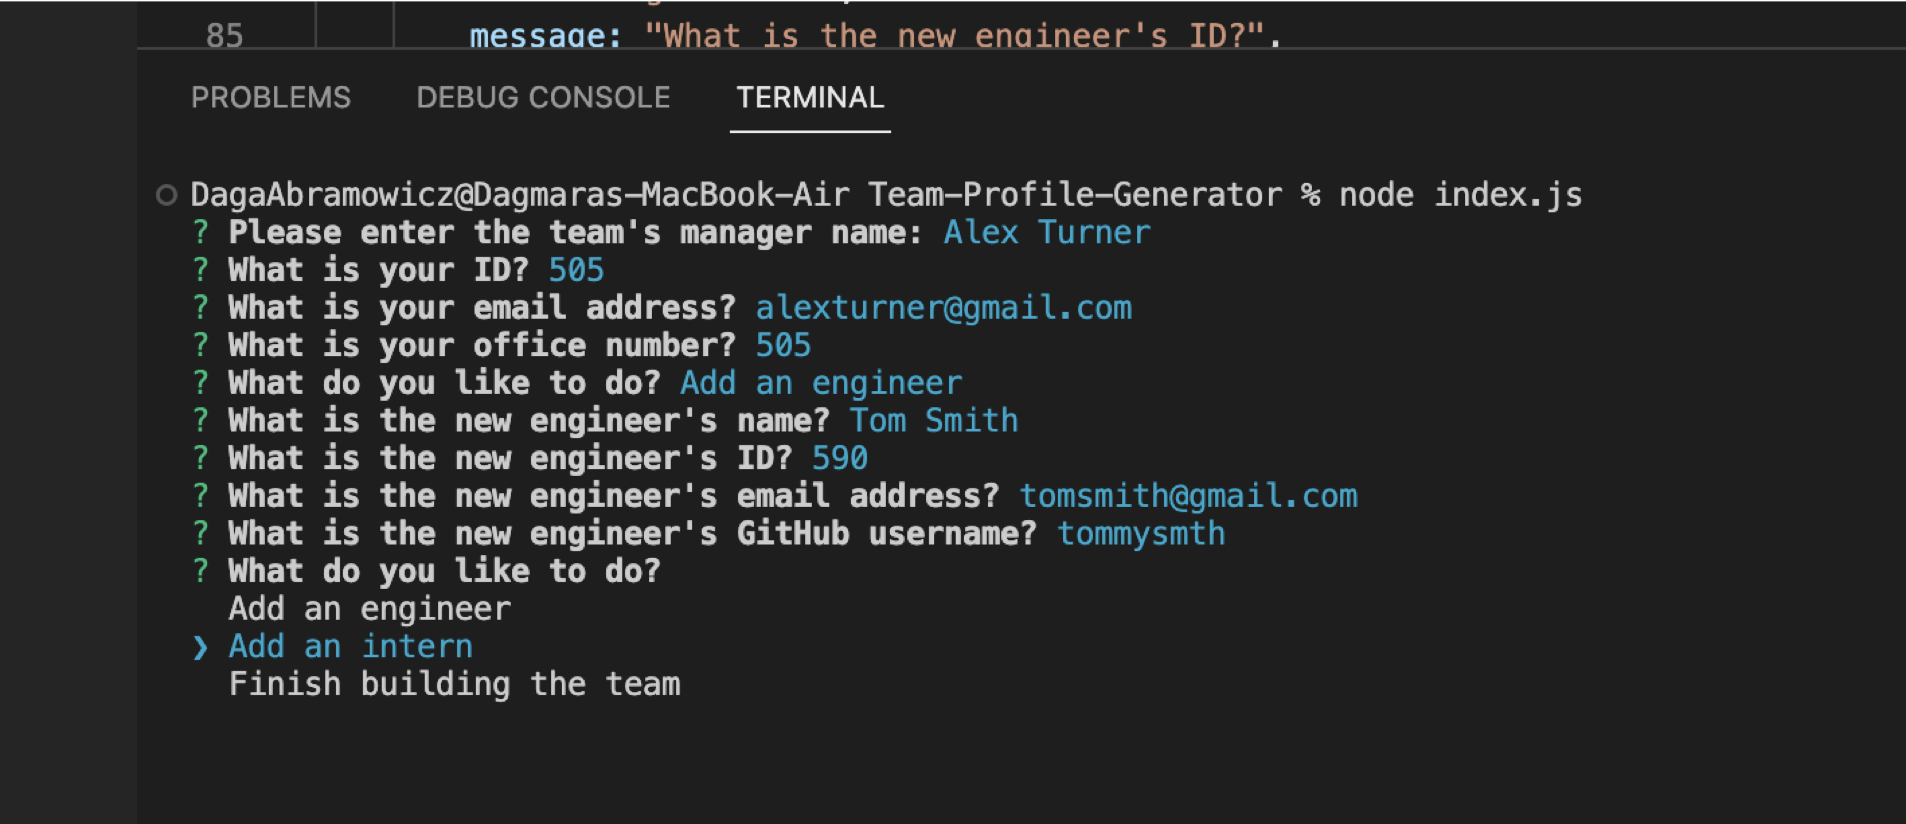 85 message: "What is the new engineer's ID?",
PROBLEMS DEBUG CONSOLE TERMINAL
DagaAbramowicz@Dagmaras-MacBook-Air Team-Profile-Generator % node index.js
? Please enter the team's manager name: Alex Turner
? What is your ID? 505
? What is your email address? alexturner@gmail.com
? What is your office number? 505
? What do you like to do? Add an engineer
? What is the new engineer's name? Tom Smith
? What is the new engineer's ID? 590
? What is the new engineer's email address? tomsmith@gmail.com
? What is the new engineer's GitHub username? tommysmth
? What do you like to do?
Add an engineer
❯ Add an intern
Finish building the team